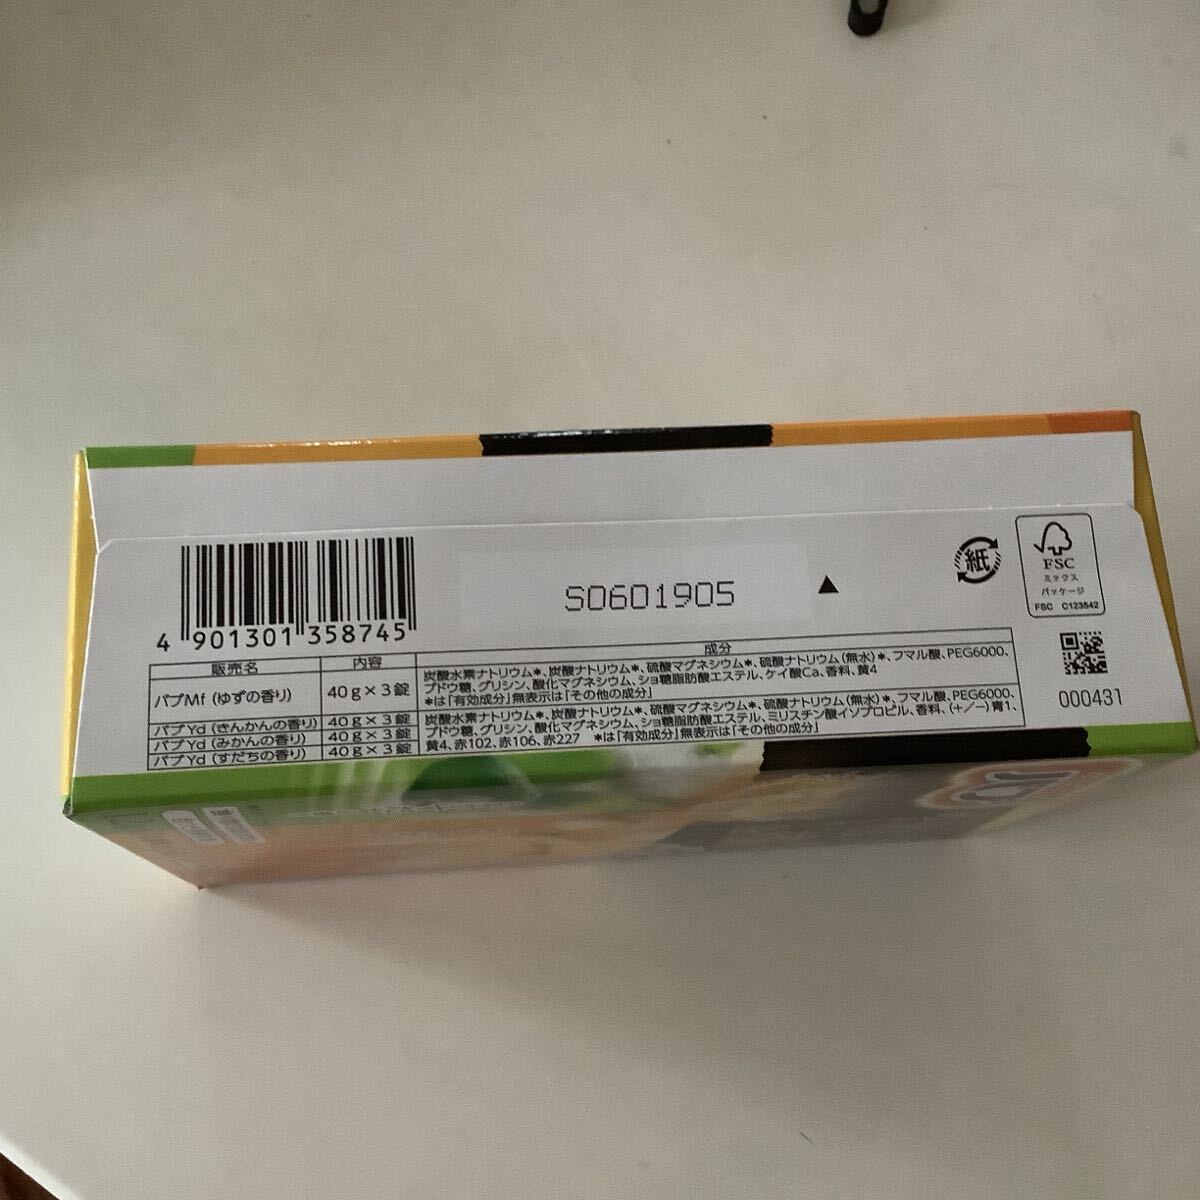 S0601905 ▲
紙
FSC
ミックス
パッケージ
FSC C123542
4 901301 358745
000431
販売名 内容 成分
バブMf (ゆずの香り) 40g×3錠
炭酸水素ナトリウム*、炭酸ナトリウム*、硫酸マグネシウム*、硫酸ナトリウム(無水)*、フマル酸、PEG6000、
ブドウ糖、グリシン、酸化マグネシウム、ショ糖脂肪酸エステル、ケイ酸Ca、香料、黄4
*は「有効成分」無表示は「その他の成分」
バブYd (きんかんの香り) 40g×3錠
バブYd (みかんの香り) 40g×3錠
バブYd (すだちの香り) 40g×3錠
炭酸水素ナトリウム*、炭酸ナトリウム*、硫酸マグネシウム*、硫酸ナトリウム(無水)*、フマル酸、PEG6000、
ブドウ糖、グリシン、酸化マグネシウム、ショ糖脂肪酸エステル、ミリスチン酸イソプロピル、香料、(+/−)青1、
黄4、赤102、赤106、赤227 *は「有効成分」無表示は「その他の成分」